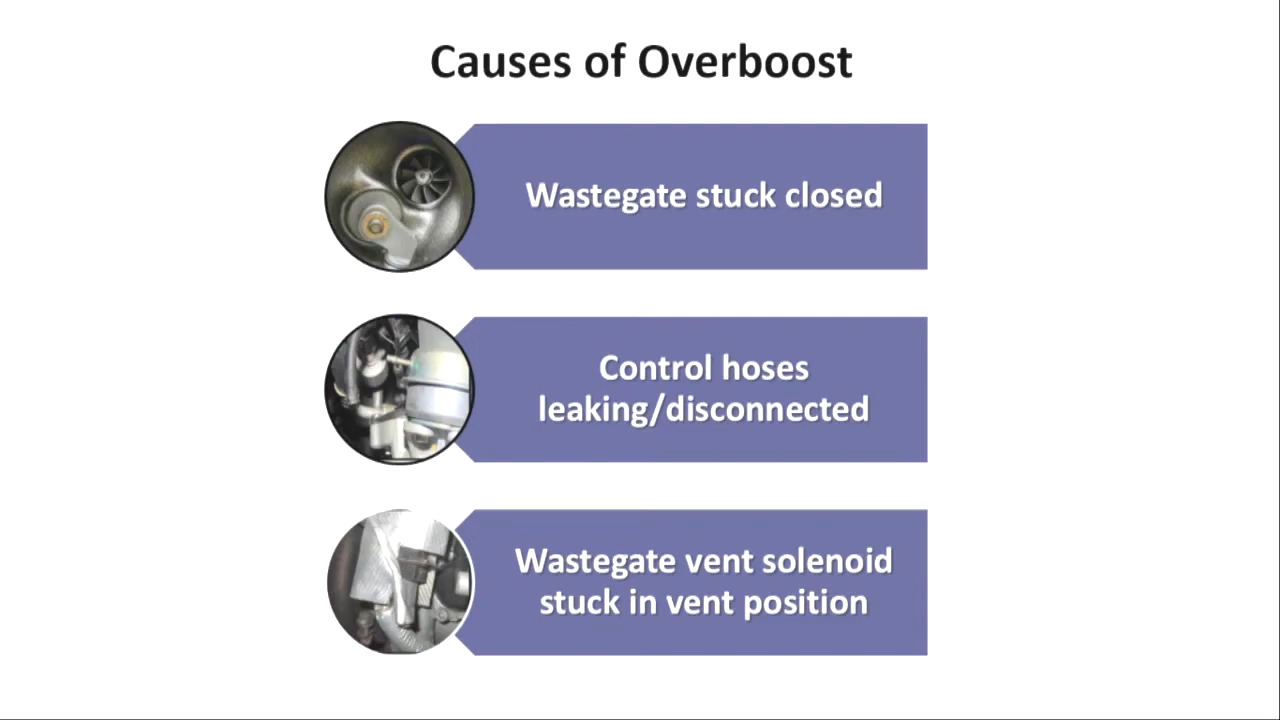 Causes of Overboost
Wastegate stuck closed
Control hoses
leaking/disconnected
Wastegate vent solenoid
stuck in vent position